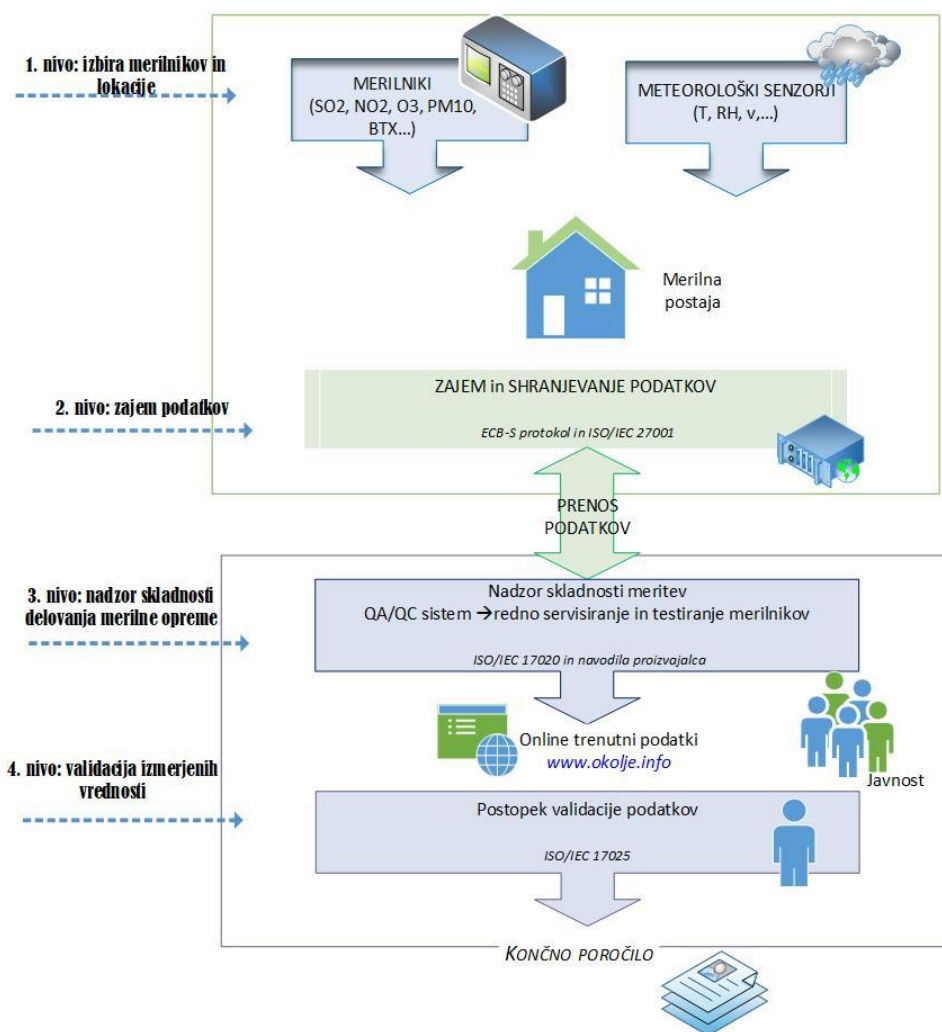 1. nivo: izbira merilnikov in
lokacije
MERILNIKI
(SO2, NO2, O3, PM10,
BTX...)
METEOROLOŠKI SENZORJI
(T, RH, v,...)
Merilna
postaja
2. nivo: zajem podatkov
ZAJEM in SHRANJEVANJE PODATKOV
ECB-S protokol in ISO/IEC 27001
PRENOS
PODATKOV
3. nivo: nadzor skladnosti
delovanja merilne opreme
Nadzor skladnosti meritev
QA/QC sistem →redno servisiranje in testiranje merilnikov
ISO/IEC 17020 in navodila proizvajalca
Online trenutni podatki
www.okolje.info
Javnost
4. nivo: validacija izmerjenih
vrednosti
Postopek validacije podatkov
ISO/IEC 17025
KONČNO POROČILO